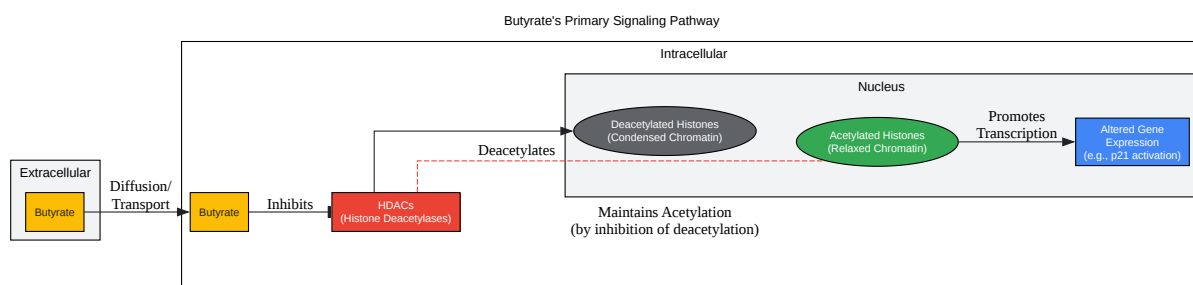 Butyrate's Primary Signaling Pathway
Intracellular
Nucleus
Deacetylated Histones
(Condensed Chromatin)
Acetylated Histones
(Relaxed Chromatin)
Promotes
Transcription
Altered Gene
Expression
(e.g., p21 activation)
Deacetylates
Extracellular
Butyrate
Diffusion/
Transport
Butyrate
Inhibits
HDACs
(Histone Deacetylases)
Maintains Acetylation
(by inhibition of deacetylation)